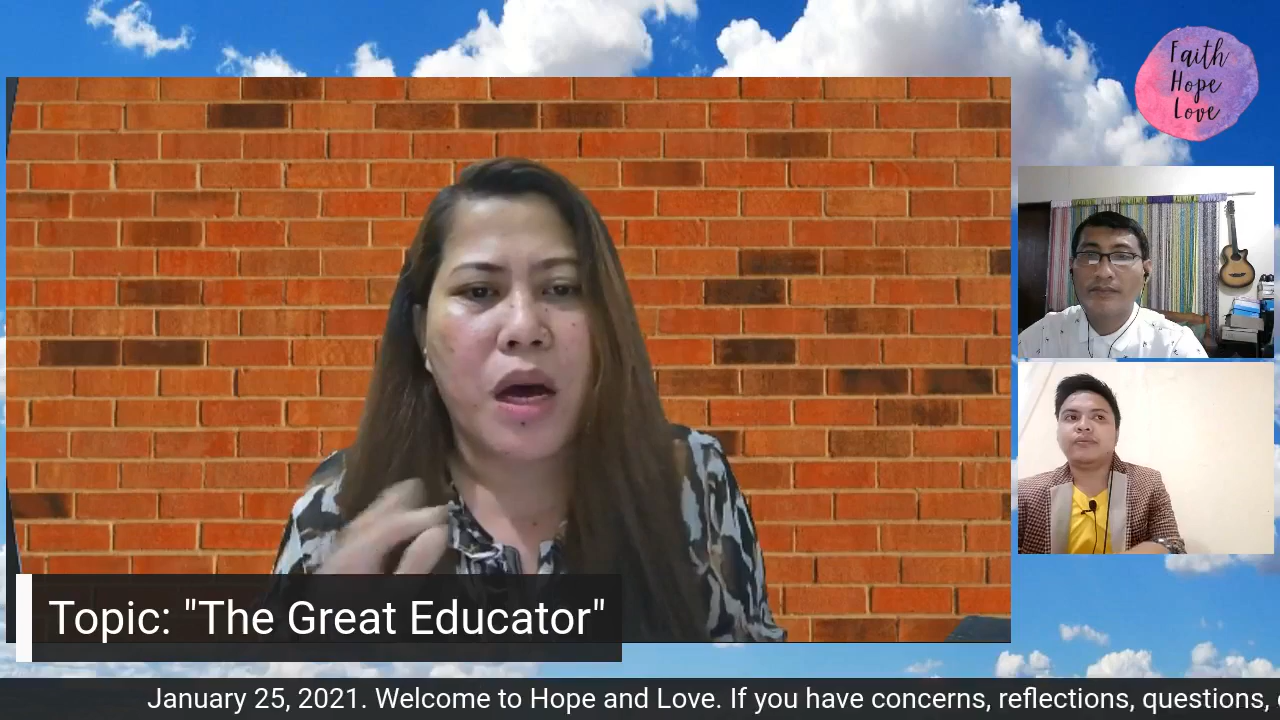 Faith
Hope
Love
Topic: "The Great Educator"
January 25, 2021. Welcome to Hope and Love. If you have concerns, reflections, questions,